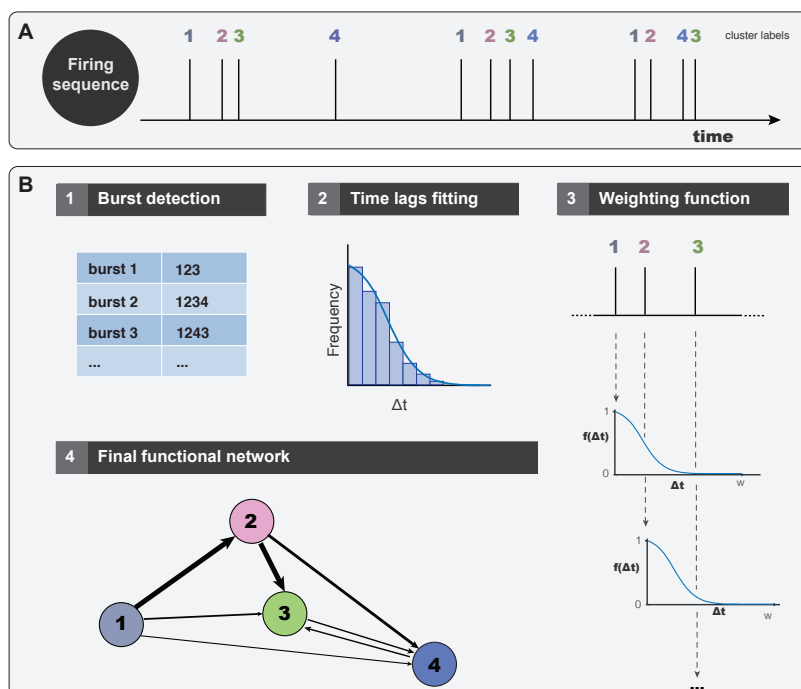 A
Firing
sequence
1 2 3 4 1 2 3 4 1 2 4 3
cluster labels
time
B
1 Burst detection
burst 1 123
burst 2 1234
burst 3 1243
... ...
2 Time lags fitting
Frequency
Δt
3 Weighting function
1 2 3
1
f(Δt)
0
Δt
w
1
f(Δt)
0
Δt
w
...
4 Final functional network
2
3
1
4